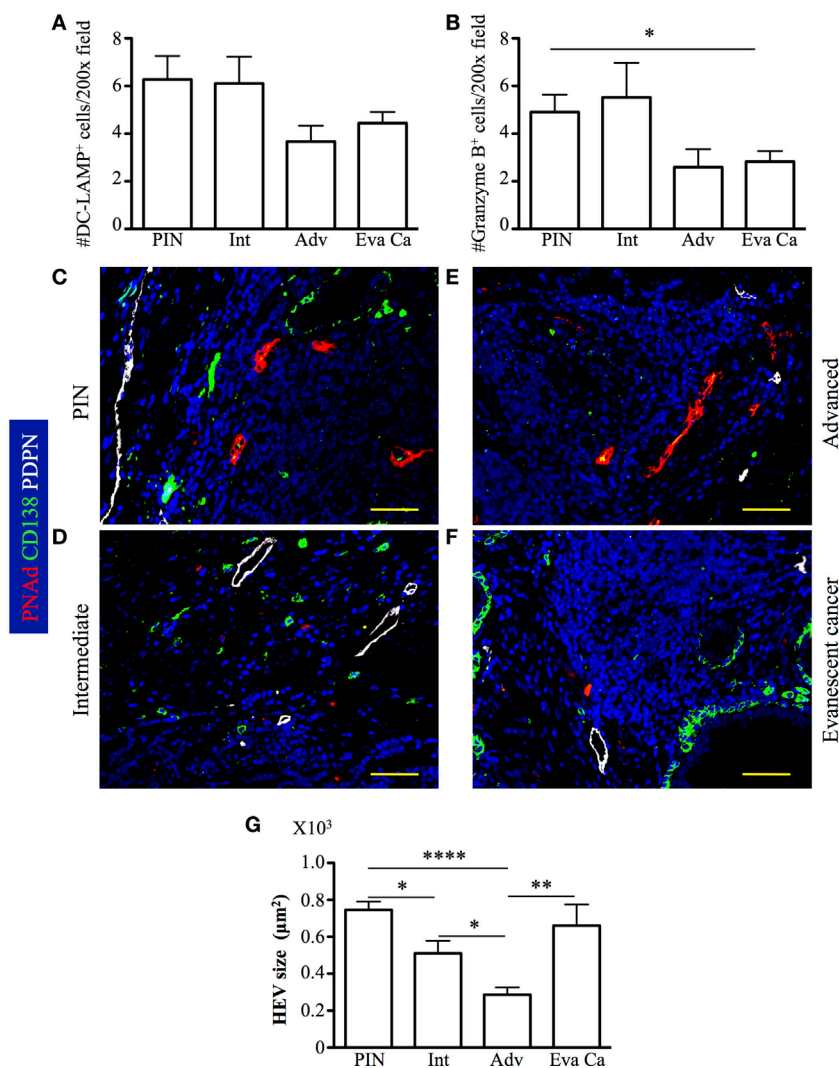 A
#DC-LAMP⁺ cells/200x field
8
6
4
2
0
PIN Int Adv Eva Ca
B
#Granzyme B⁺ cells/200x field
8
6
4
2
0
*
PIN Int Adv Eva Ca
PNAd CD138 PDPN
C
PIN
E
Advanced
D
Intermediate
F
Evanescent cancer
G
X10³
HEV size (μm²)
1.0
0.8
0.6
0.4
0.2
0
****
*
*
**
PIN Int Adv Eva Ca